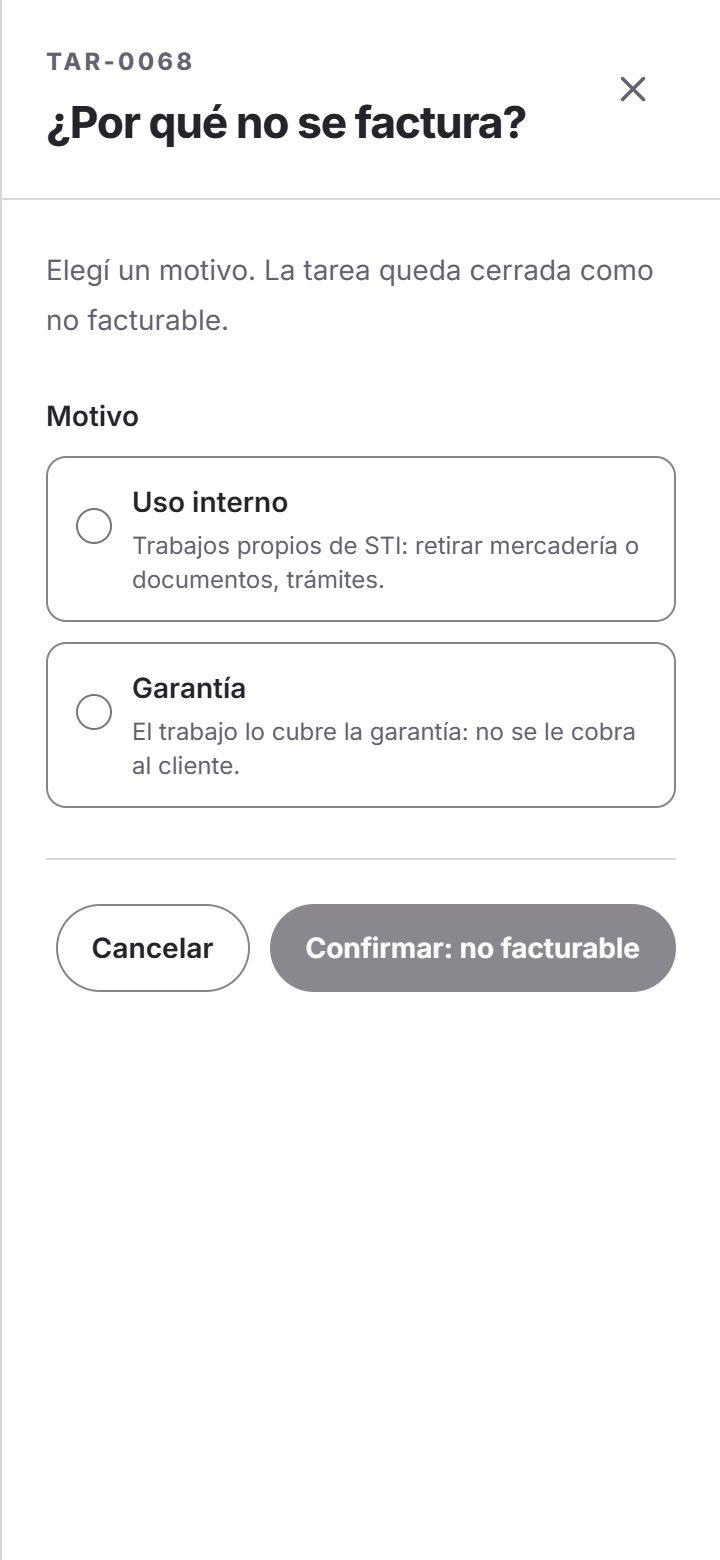 TAR-0068
¿Por qué no se factura?
Elegí un motivo. La tarea queda cerrada como
no facturable.
Motivo
Uso interno
Trabajos propios de STI: retirar mercadería o
documentos, trámites.
Garantía
El trabajo lo cubre la garantía: no se le cobra
al cliente.
Cancelar
Confirmar: no facturable